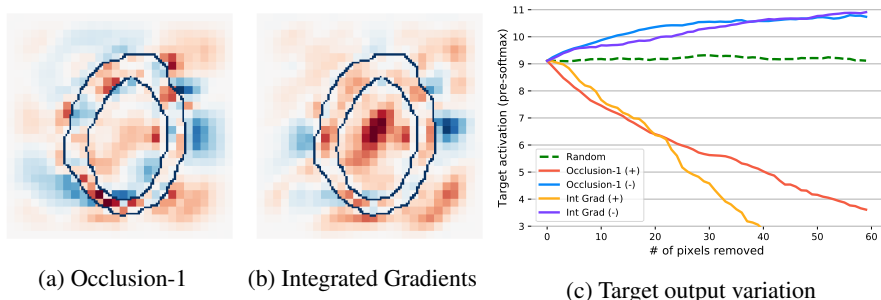 11
10
9
8
7
6
5
4
3
Target activation (pre-softmax)
Random
Occlusion-1 (+)
Occlusion-1 (-)
Int Grad (+)
Int Grad (-)
0 10 20 30 40 50 60
# of pixels removed
(a) Occlusion-1
(b) Integrated Gradients
(c) Target output variation